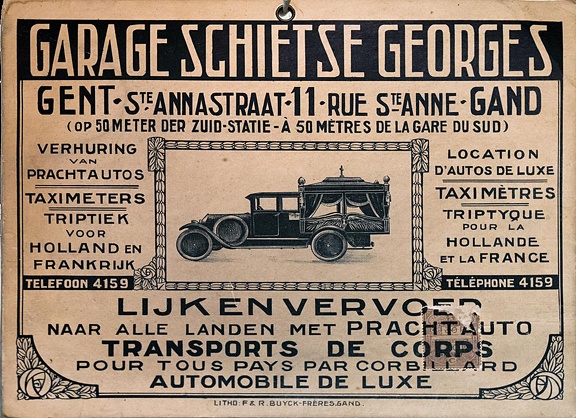 GARAGE SCHIETSE GEORGES
GENT · STE ANNASTRAAT · 11 · RUE STE ANNE · GAND
(OP 50 METER DER ZUID-STATIE - À 50 MÈTRES DE LA GARE DU SUD)
VERHURING
VAN
PRACHTAUTOS
TAXIMETERS
TRIPTIEK
VOOR
HOLLAND EN
FRANKRIJK
TELEFOON 4159
LOCATION
D'AUTOS DE LUXE
TAXIMÈTRES
TRIPTYQUE
POUR LA
HOLLANDE
ET LA FRANCE
TÉLÉPHONE 4159
LIJKENVERVOER
NAAR ALLE LANDEN MET PRACHTAUTO
TRANSPORTS DE CORPS
POUR TOUS PAYS PAR CORBILLARD
AUTOMOBILE DE LUXE
LITHO. F & R. BUYCK-FRÈRES.GAND.